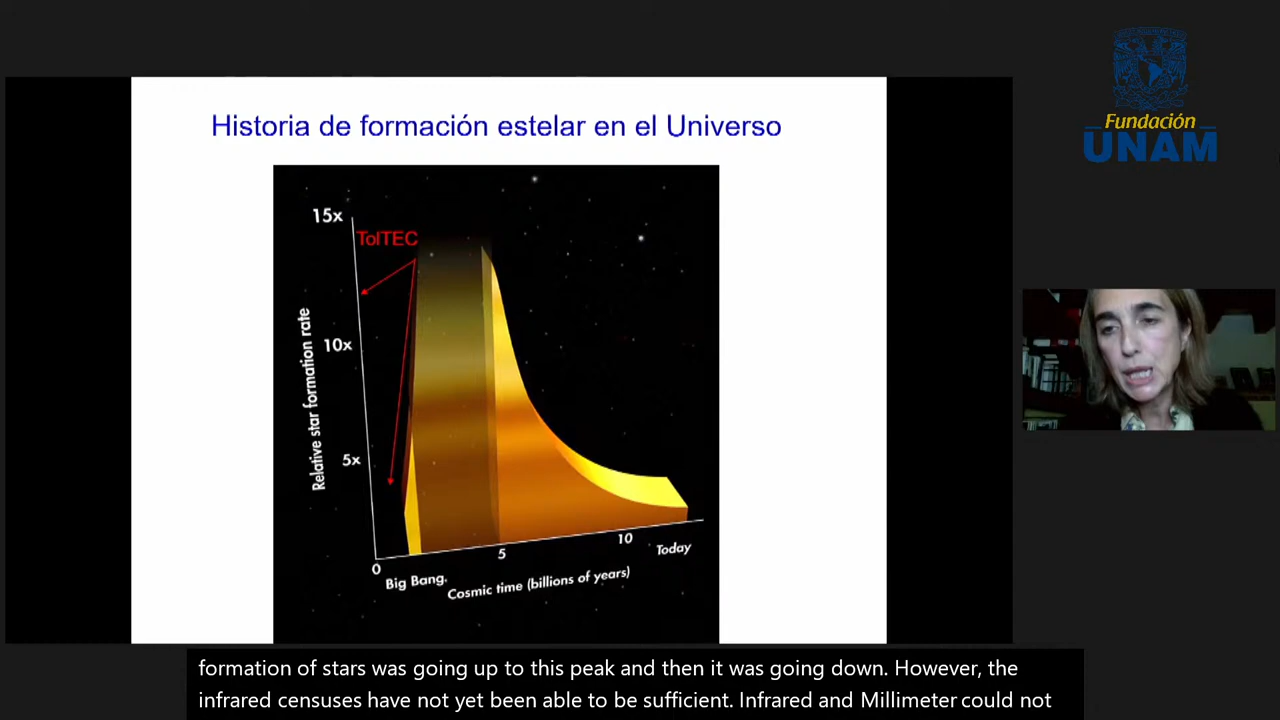 Historia de formación estelar en el Universo
Fundación
UNAM
15x
TolTEC
10x
Relative star formation rate
5x
0
5
10
Today
Big Bang.
Cosmic time (billions of years)
formation of stars was going up to this peak and then it was going down. However, the
infrared censuses have not yet been able to be sufficient. Infrared and Millimeter could not